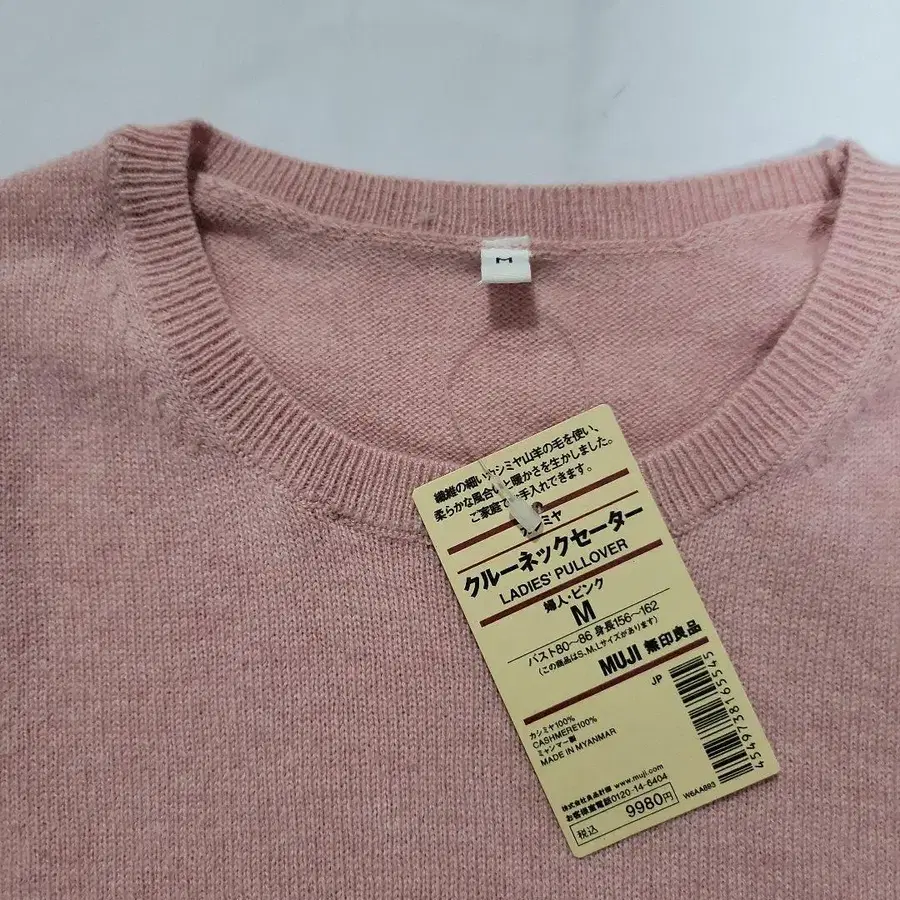 M
繊維の細いカシミヤ山羊の毛を使い、
柔らかな風合いと暖かさを生かしました。
ご家庭でお手入れできます。
カシミヤ
クルーネックセーター
LADIES' PULLOVER
婦人・ピンク
M
バスト80〜86 身長156〜162
(この商品はS、M、Lサイズがあります)
MUJI 無印良品
JP
カシミヤ100%
CASHMERE100%
ミャンマー製
MADE IN MYANMAR
株式会社良品計画 www.muji.com
お客様室電話0120-14-6404
税込 9980円
W6AA893
4549738165545